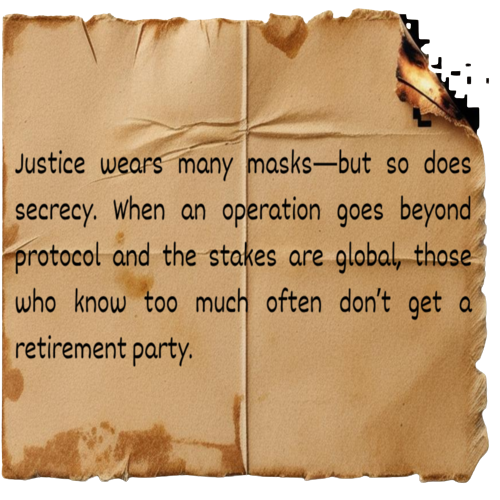 Justice wears many masks—but so does
secrecy. When an operation goes beyond
protocol and the stakes are global, those
who know too much often don't get a
retirement party.